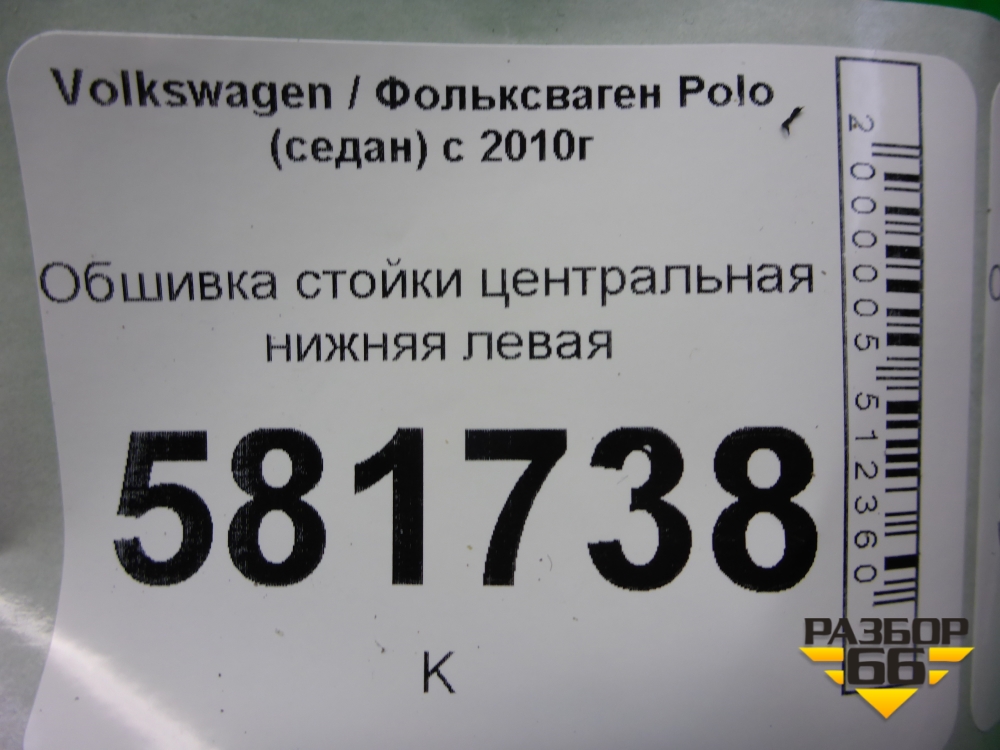 Volkswagen / Фольксваген Polo
(седан) с 2010г
Обшивка стойки центральная
нижняя левая
581738
К
2000005512360
РАЗБОР
66